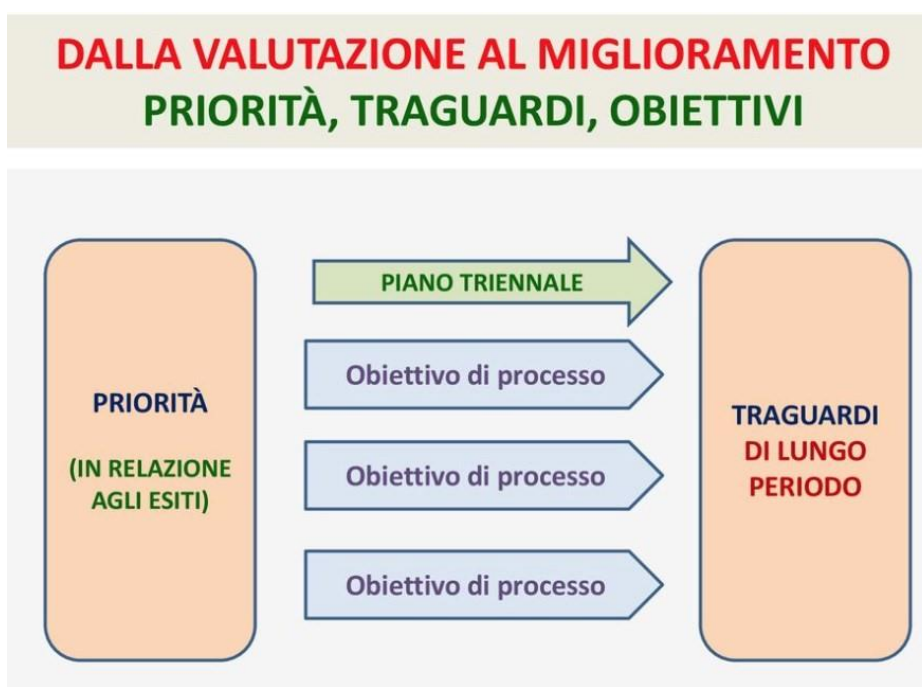 DALLA VALUTAZIONE AL MIGLIORAMENTO
PRIORITÀ, TRAGUARDI, OBIETTIVI
PRIORITÀ
(IN RELAZIONE
AGLI ESITI)
PIANO TRIENNALE
Obiettivo di processo
Obiettivo di processo
Obiettivo di processo
TRAGUARDI
DI LUNGO
PERIODO